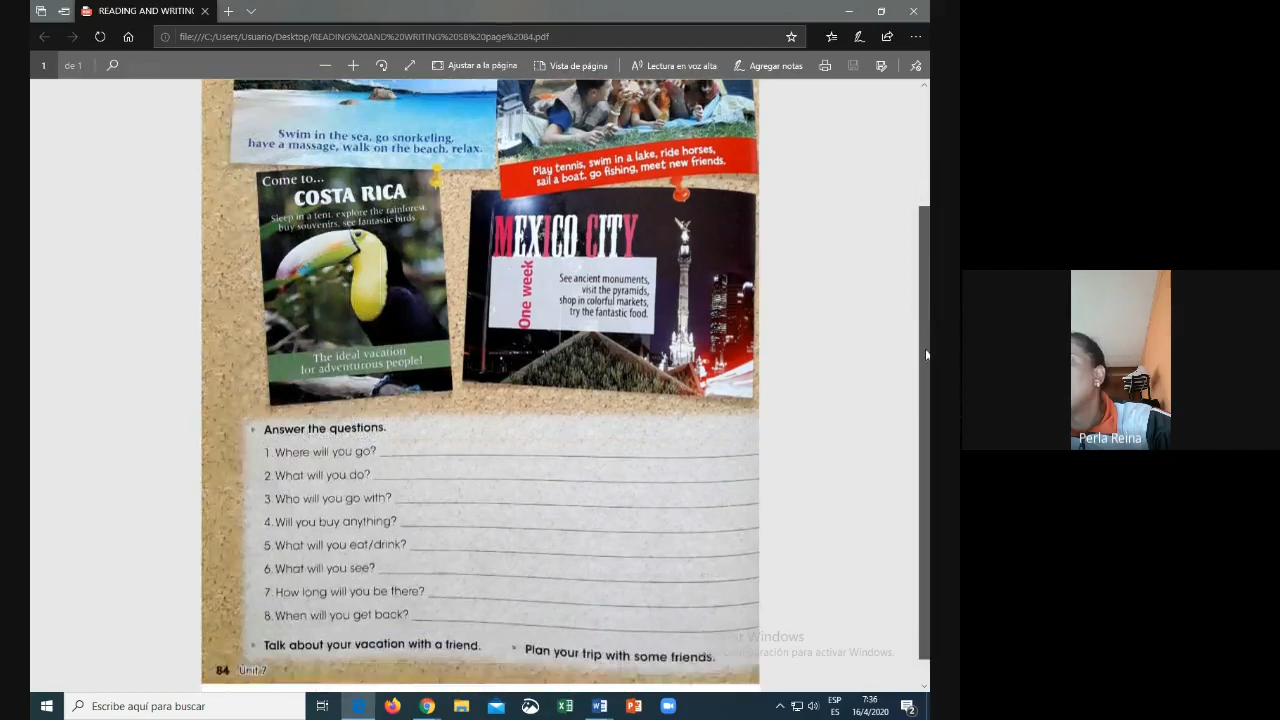 READING AND WRITING
file:///C:/Users/Usuario/Desktop/READING%20AND%20WRITING%20SB%20page%2084.pdf
1 de 1
Ajustar a la página
Vista de página
Lectura en voz alta
Agregar notas
Swim in the sea, go snorkeling,
have a massage, walk on the beach, relax.
Play tennis, swim in a lake, ride horses,
sail a boat, go fishing, meet new friends.
Come to...
COSTA RICA
Sleep in a tent, explore the rainforest,
buy souvenirs, see fantastic birds.
The ideal vacation
for adventurous people!
MEXICO CITY
One week
See ancient monuments,
visit the pyramids,
shop in colorful markets,
try the fantastic food.
Answer the questions.
1. Where will you go?
2. What will you do?
3. Who will you go with?
4. Will you buy anything?
5. What will you eat/drink?
6. What will you see?
7. How long will you be there?
8. When will you get back?
Talk about your vacation with a friend.
Plan your trip with some friends.
84 Unit 7
Windows
para activar Windows.
Perla Reina
Escribe aquí para buscar
ESP
ES
7:36
16/4/2020
2